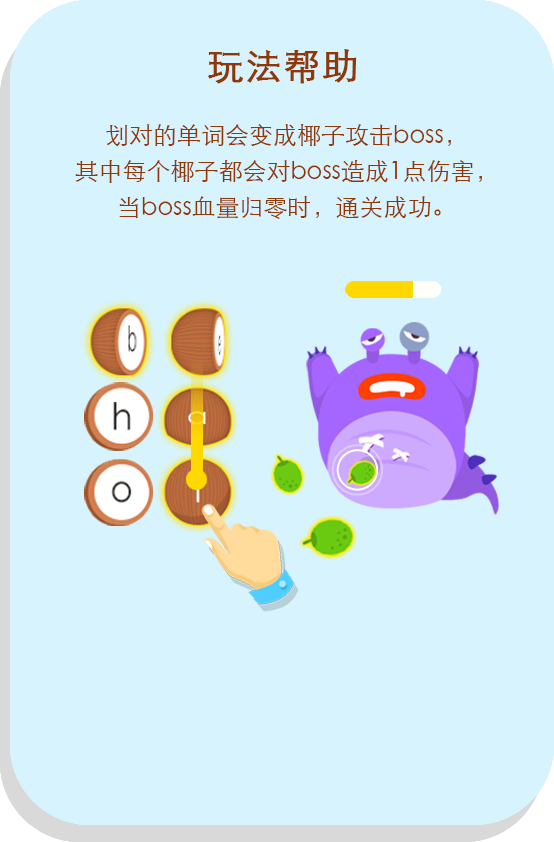 玩法帮助
划对的单词会变成椰子攻击boss，
其中每个椰子都会对boss造成1点伤害，
当boss血量归零时，通关成功。
b
h
a
o
l